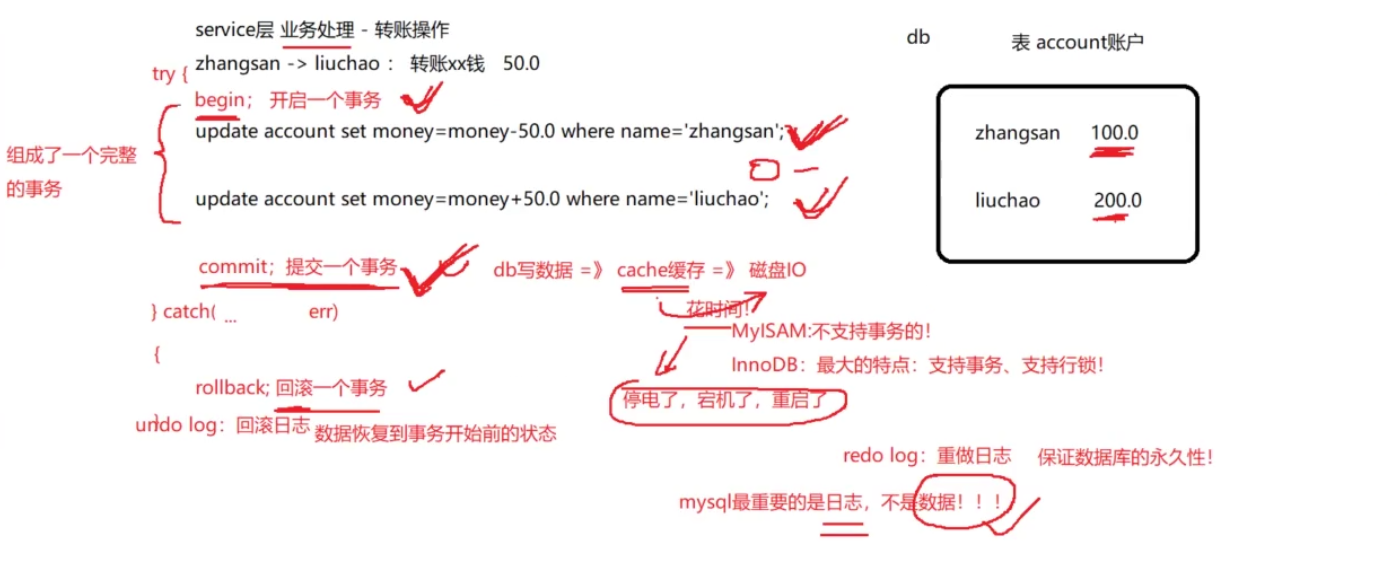 service层 业务处理 - 转账操作
db
表 account账户
zhangsan -> liuchao： 转账xx钱 50.0
try {
begin； 开启一个事务
update account set money=money-50.0 where name='zhangsan';
zhangsan 100.0
组成了一个完整
的事务
update account set money=money+50.0 where name='liuchao';
liuchao 200.0
commit；提交一个事务
db写数据 =》 cache缓存 =》 磁盘IO
花时间!
} catch( ... err)
MyISAM:不支持事务的!
{
InnoDB：最大的特点：支持事务、支持行锁!
rollback; 回滚一个事务
停电了，宕机了，重启了
}
undo log：回滚日志 数据恢复到事务开始前的状态
redo log：重做日志 保证数据库的永久性!
mysql最重要的是日志，不是数据! ! !